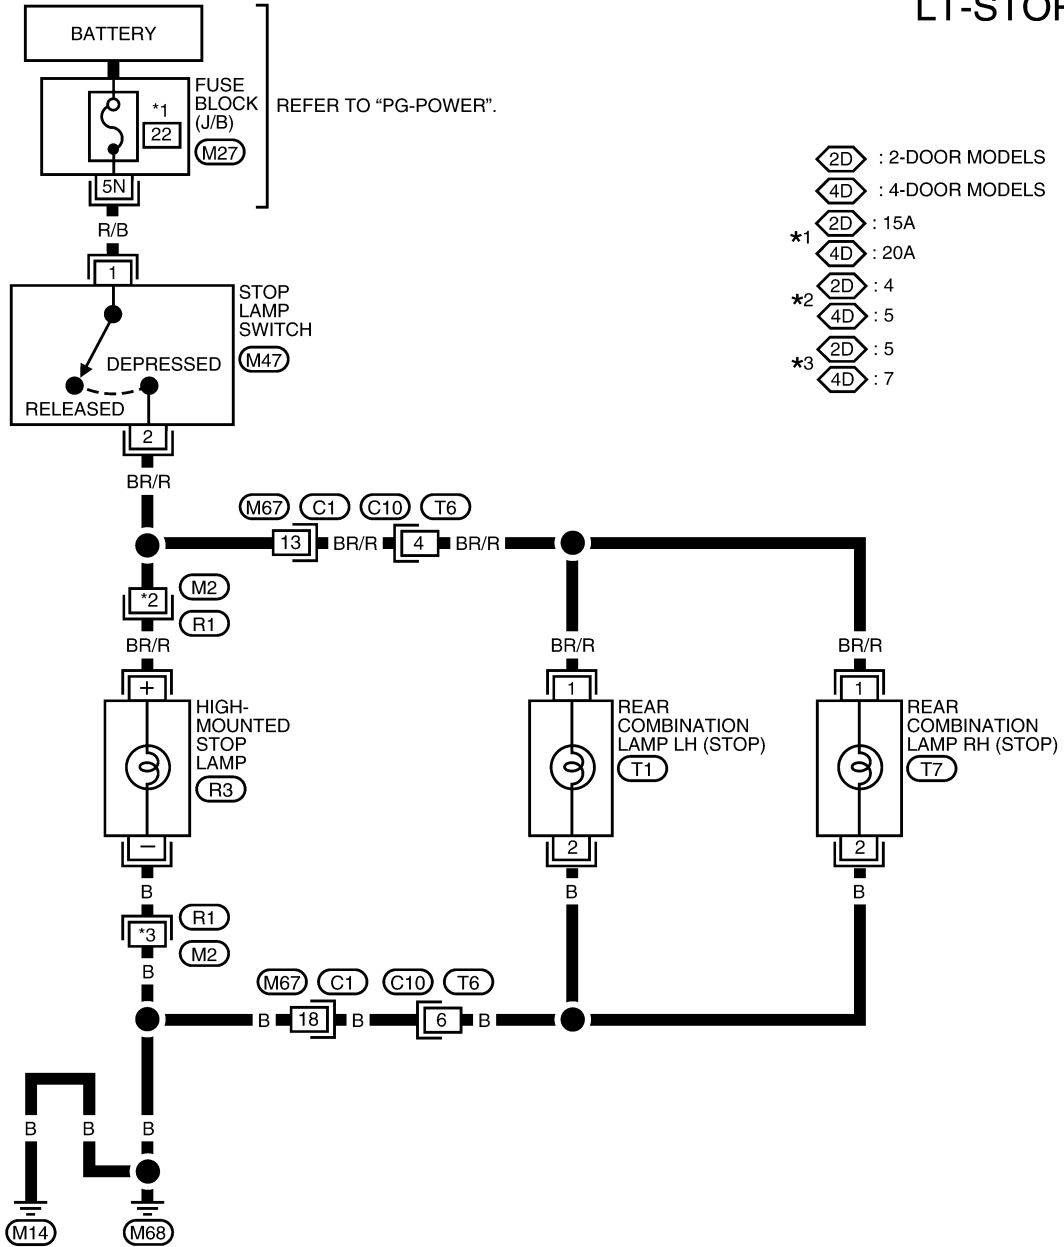 LT-STOP
BATTERY
FUSE
BLOCK
(J/B)
*1
22
M27
REFER TO “PG-POWER”.
5N
R/B
2D : 2-DOOR MODELS
4D : 4-DOOR MODELS
*1
2D : 15A
4D : 20A
*2
2D : 4
4D : 5
*3
2D : 5
4D : 7
1
STOP
LAMP
SWITCH
M47
DEPRESSED
RELEASED
2
BR/R
M67 C1 C10 T6
13 BR/R 4 BR/R
*2
M2
R1
BR/R BR/R BR/R
+ 1 1
HIGH-
MOUNTED
STOP
LAMP
R3
REAR
COMBINATION
LAMP LH (STOP)
T1
REAR
COMBINATION
LAMP RH (STOP)
T7
– 2 2
B B B
R1
*3
M2
B
M67 C1 C10 T6
B 18 B 6 B
B B B
M14 M68